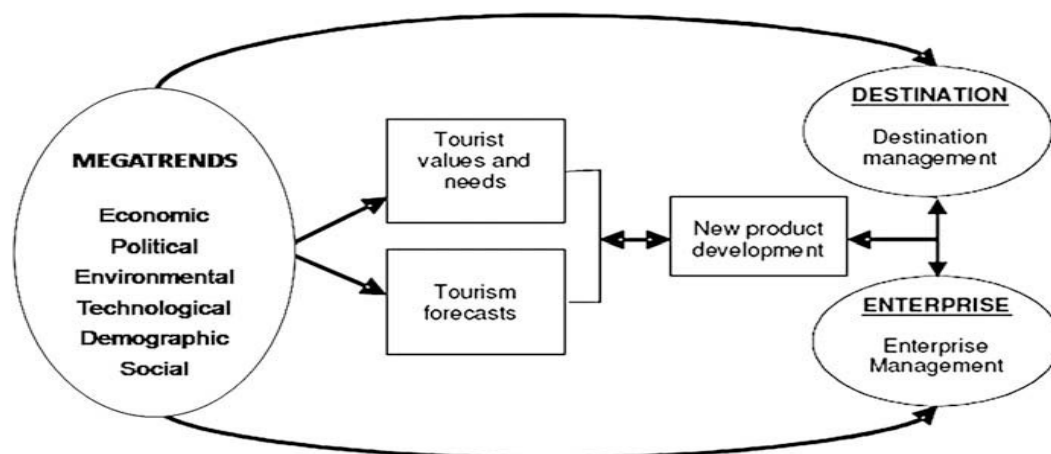 MEGATRENDS
Economic
Political
Environmental
Technological
Demographic
Social
Tourist
values and
needs
Tourism
forecasts
New product
development
DESTINATION
Destination
management
ENTERPRISE
Enterprise
Management